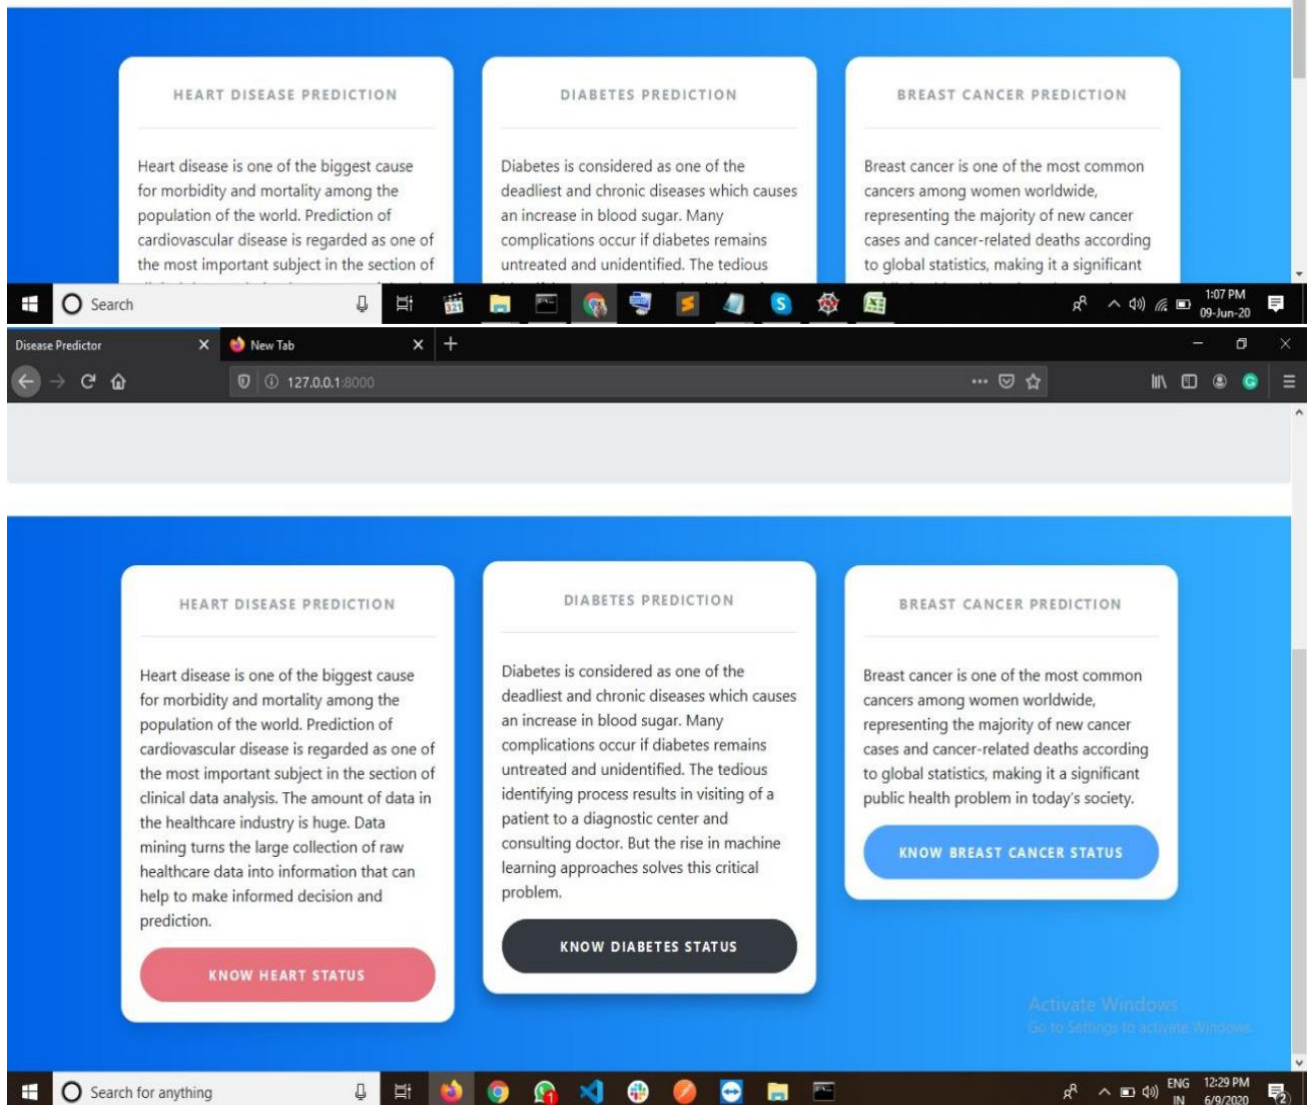 HEART DISEASE PREDICTION
Heart disease is one of the biggest cause
for morbidity and mortality among the
population of the world. Prediction of
cardiovascular disease is regarded as one of
the most important subject in the section of
DIABETES PREDICTION
Diabetes is considered as one of the
deadliest and chronic diseases which causes
an increase in blood sugar. Many
complications occur if diabetes remains
untreated and unidentified. The tedious
BREAST CANCER PREDICTION
Breast cancer is one of the most common
cancers among women worldwide,
representing the majority of new cancer
cases and cancer-related deaths according
to global statistics, making it a significant
Search
1:07 PM
09-Jun-20
Disease Predictor
New Tab
127.0.0.1:8000
HEART DISEASE PREDICTION
Heart disease is one of the biggest cause
for morbidity and mortality among the
population of the world. Prediction of
cardiovascular disease is regarded as one of
the most important subject in the section of
clinical data analysis. The amount of data in
the healthcare industry is huge. Data
mining turns the large collection of raw
healthcare data into information that can
help to make informed decision and
prediction.
KNOW HEART STATUS
DIABETES PREDICTION
Diabetes is considered as one of the
deadliest and chronic diseases which causes
an increase in blood sugar. Many
complications occur if diabetes remains
untreated and unidentified. The tedious
identifying process results in visiting of a
patient to a diagnostic center and
consulting doctor. But the rise in machine
learning approaches solves this critical
problem.
KNOW DIABETES STATUS
BREAST CANCER PREDICTION
Breast cancer is one of the most common
cancers among women worldwide,
representing the majority of new cancer
cases and cancer-related deaths according
to global statistics, making it a significant
public health problem in today's society.
KNOW BREAST CANCER STATUS
Activate Windows
Go to Settings to activate Windows.
Search for anything
ENG
IN
12:29 PM
6/9/2020